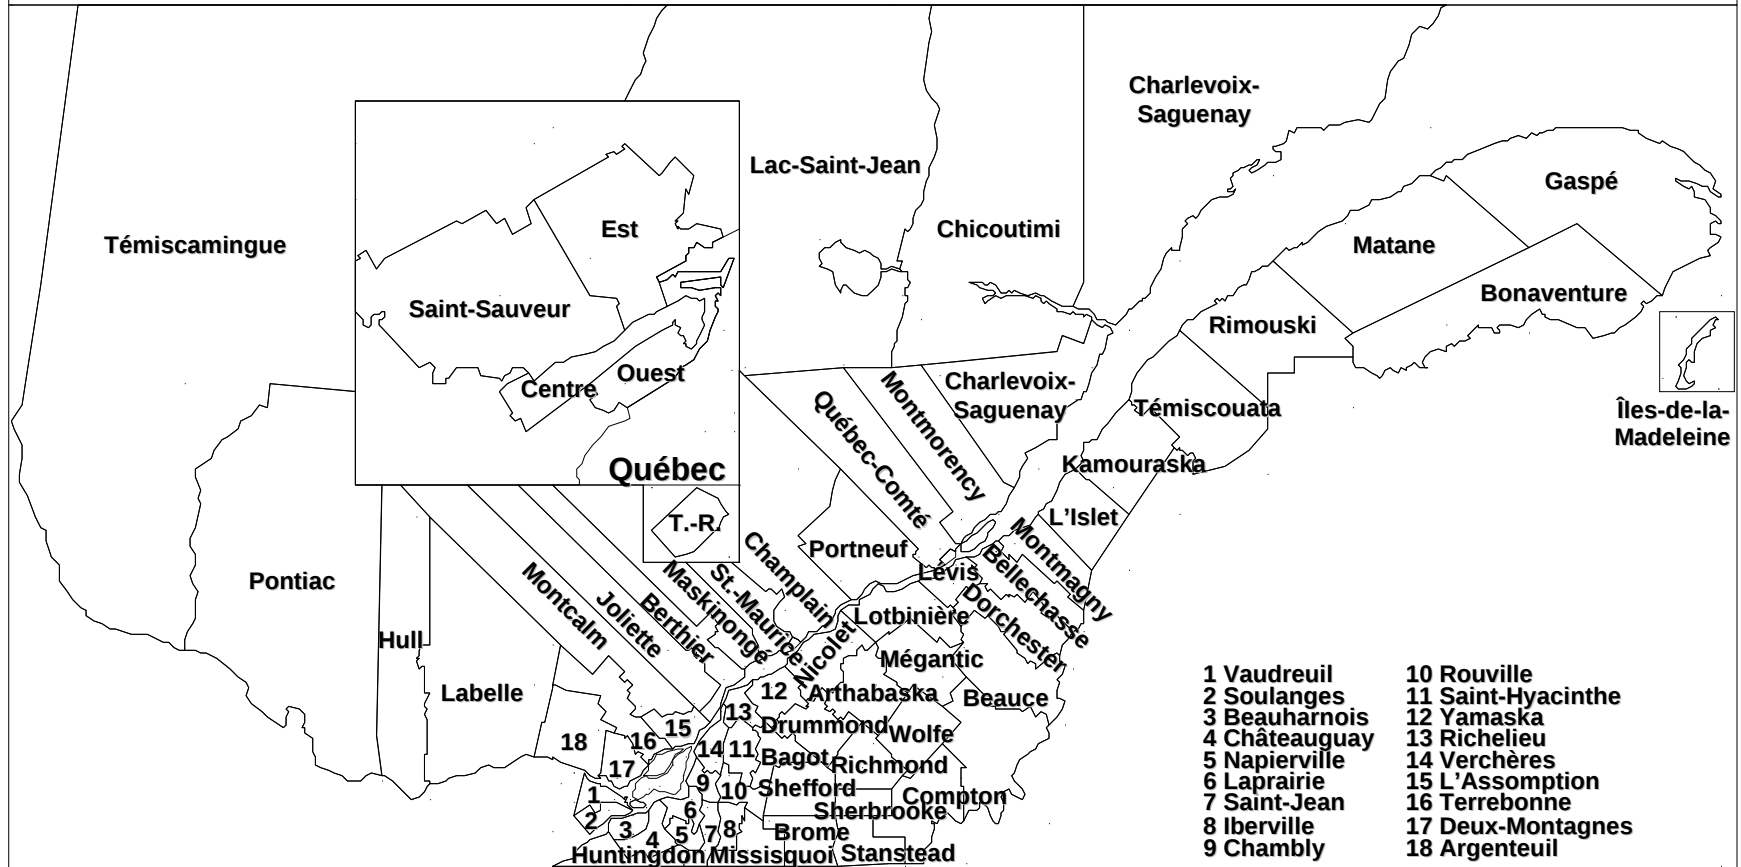 Charlevoix-
Saguenay
Lac-Saint-Jean
Gaspé
Est
Chicoutimi
Témiscamingue
Matane
Saint-Sauveur
Bonaventure
Rimouski
Ouest
Centre
Charlevoix-
Saguenay
Montmorency
Québec-Comté
Témiscouata
Îles-de-la-
Madeleine
Québec
Kamouraska
T.-R.
L'Islet
Montmagny
Champlain
Portneuf
Bellechasse
Lévis
Pontiac
Dorchester
St.-Maurice
Maskinongé
Montcalm
Joliette
Berthier
Lotbinière
Nicolet
Hull
Mégantic
Labelle
12
Arthabaska
Beauce
13
Drummond
15
Wolfe
18
16
14
11
Bagot
Richmond
17
9
10
Shefford
1
Compton
6
Sherbrooke
2
3
4
5
7
8
Brome
Huntingdon
Missisquoi
Stanstead
1 Vaudreuil
2 Soulanges
3 Beauharnois
4 Châteauguay
5 Napierville
6 Laprairie
7 Saint-Jean
8 Iberville
9 Chambly
10 Rouville
11 Saint-Hyacinthe
12 Yamaska
13 Richelieu
14 Verchères
15 L'Assomption
16 Terrebonne
17 Deux-Montagnes
18 Argenteuil